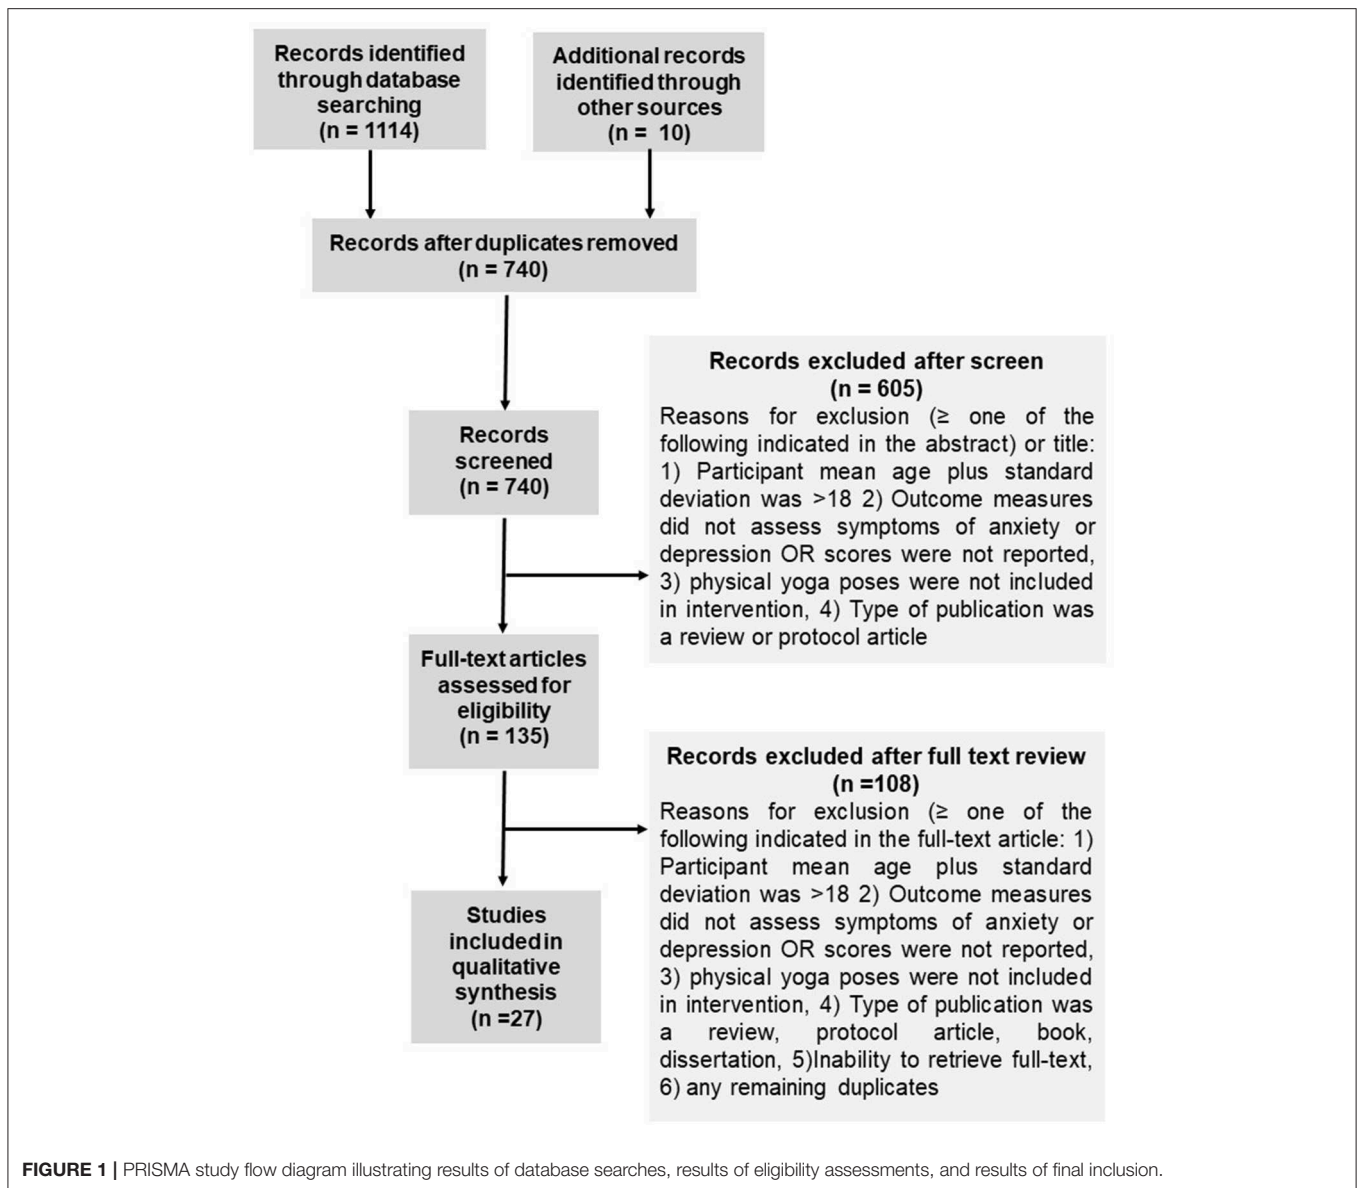 Records identified
through database
searching
(n = 1114)
Additional records
identified through
other sources
(n = 10)
Records after duplicates removed
(n = 740)
Records
screened
(n = 740)
Records excluded after screen
(n = 605)
Reasons for exclusion (≥ one of the
following indicated in the abstract) or title:
1) Participant mean age plus standard
deviation was >18 2) Outcome measures
did not assess symptoms of anxiety or
depression OR scores were not reported,
3) physical yoga poses were not included
in intervention, 4) Type of publication was
a review or protocol article
Full-text articles
assessed for
eligibility
(n = 135)
Records excluded after full text review
(n =108)
Reasons for exclusion (≥ one of the
following indicated in the full-text article: 1)
Participant mean age plus standard
deviation was >18 2) Outcome measures
did not assess symptoms of anxiety or
depression OR scores were not reported,
3) physical yoga poses were not included
in intervention, 4) Type of publication was
a review, protocol article, book,
dissertation, 5)Inability to retrieve full-text,
6) any remaining duplicates
Studies
included in
qualitative
synthesis
(n =27)
FIGURE 1 | PRISMA study flow diagram illustrating results of database searches, results of eligibility assessments, and results of final inclusion.